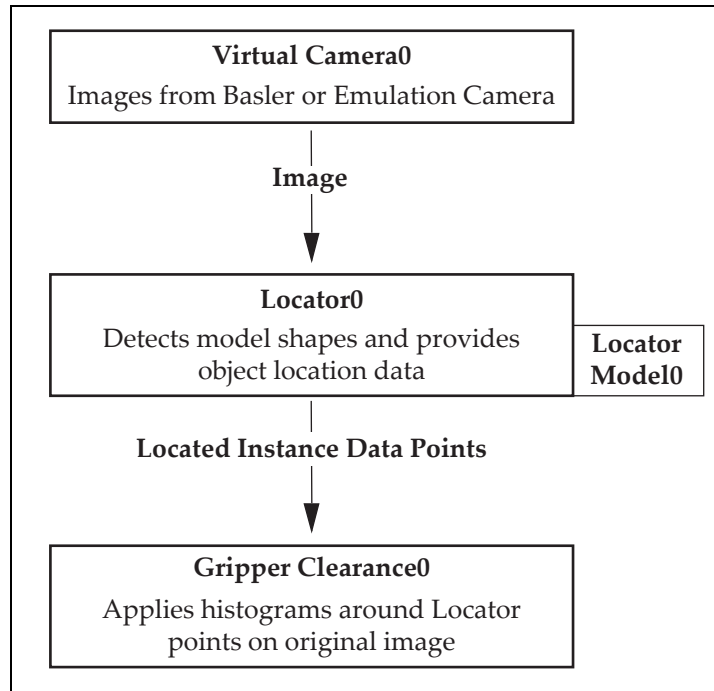 Virtual Camera0
Images from Basler or Emulation Camera
Image
Locator0
Detects model shapes and provides
object location data
Locator
Model0
Located Instance Data Points
Gripper Clearance0
Applies histograms around Locator
points on original image